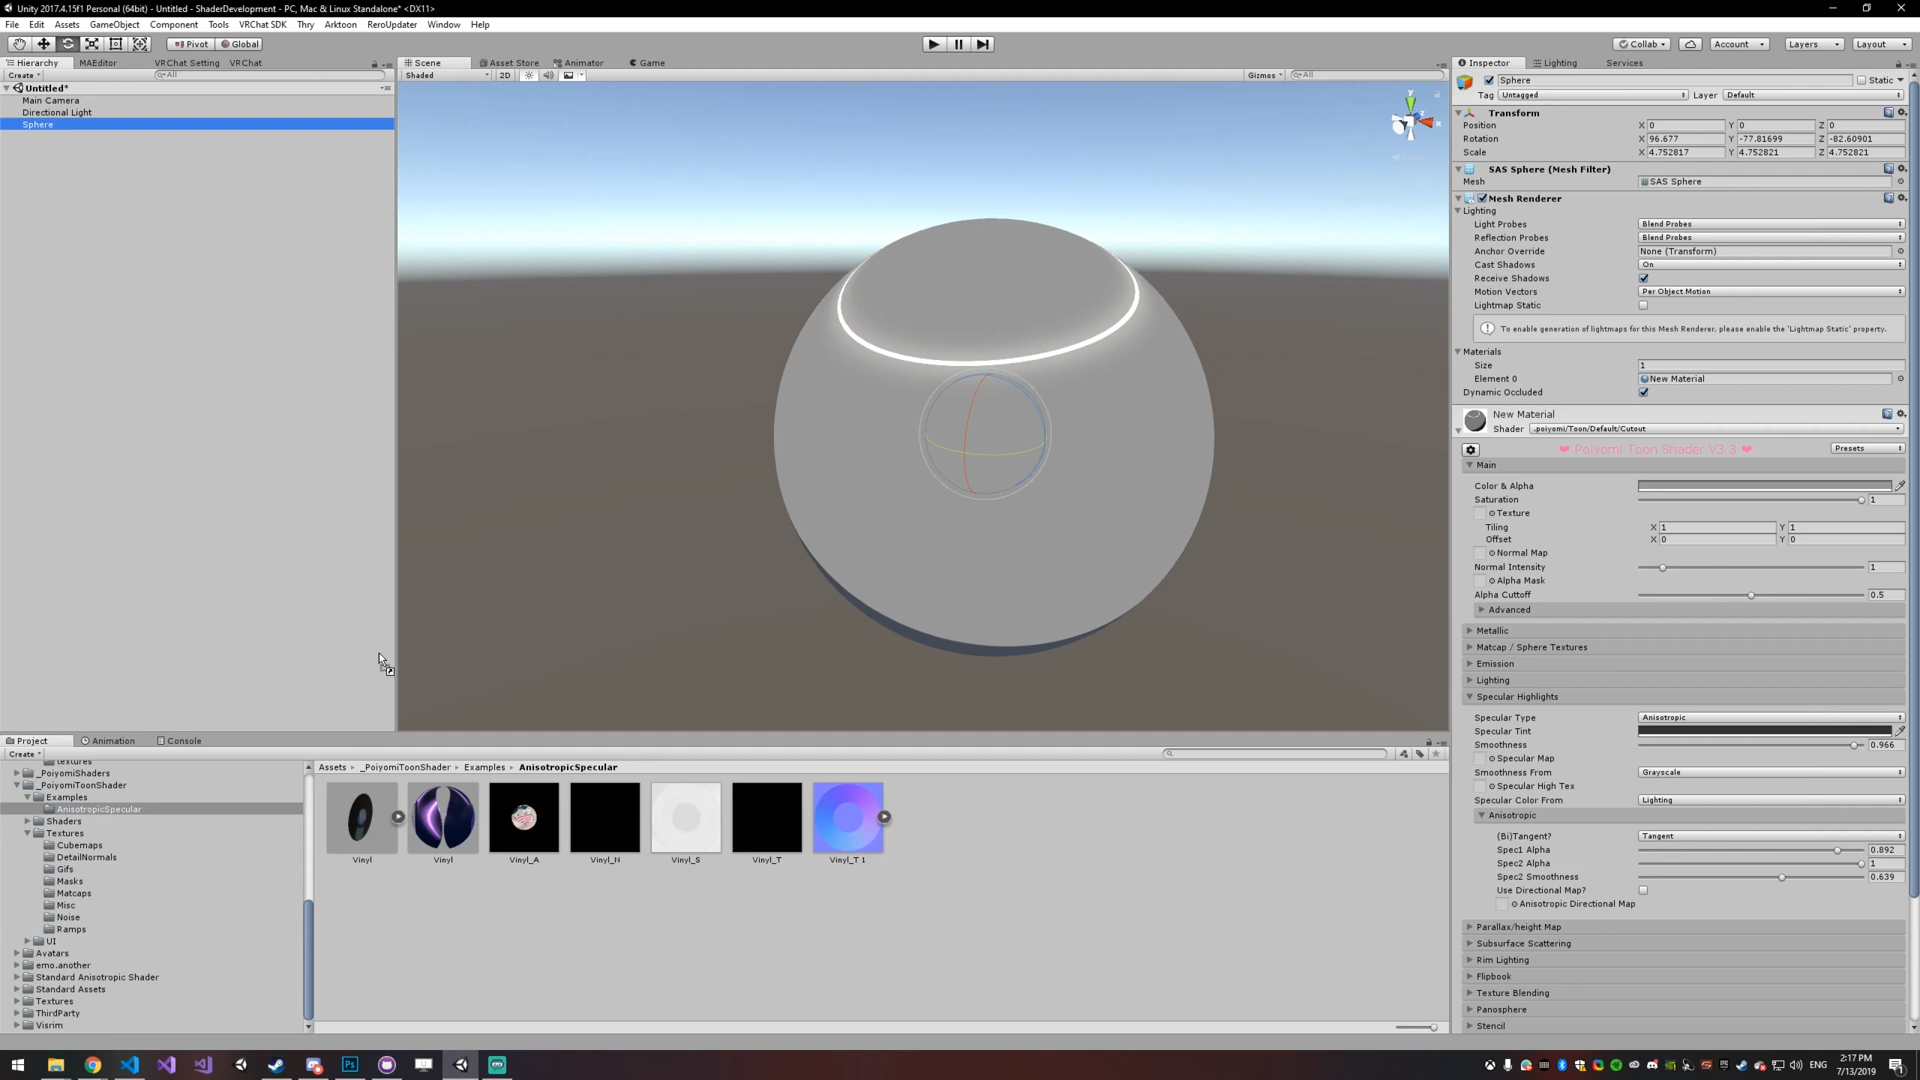 Unity 2017.4.15f1 Personal (64bit) - Untitled - ShaderDevelopment - PC, Mac & Linux Standalone* <DX11>
File Edit Assets GameObject Component Tools VRChat SDK Thry Arktoon ReroUpdater Window Help
Pivot Global Collab Account Layers Layout
Hierarchy MAEditor VRChat Setting VRChat
Create All
Untitled*
Main Camera
Directional Light
Sphere
Scene Asset Store Animator Game
Shaded 2D Gizmos All
y
Inspector Lighting Services
Sphere Static
Tag Untagged Layer Default
Transform
Position X 0 Y 0 Z 0
Rotation X 96.677 Y -77.81699 Z -82.60901
Scale X 4.752817 Y 4.752821 Z 4.752821
SAS Sphere (Mesh Filter)
Mesh SAS Sphere
Mesh Renderer
Lighting
Light Probes Blend Probes
Reflection Probes Blend Probes
Anchor Override None (Transform)
Cast Shadows On
Receive Shadows
Motion Vectors Per Object Motion
Lightmap Static
To enable generation of lightmaps for this Mesh Renderer, please enable the 'Lightmap Static' property.
Materials
Size 1
Element 0 New Material
Dynamic Occluded
New Material
Shader .poiyomi/Toon/Default/Cutout
❤ Poiyomi Toon Shader V3.3 ❤ Presets
Main
Color & Alpha
Saturation 1
Texture
Tiling X 1 Y 1
Offset X 0 Y 0
Normal Map
Normal Intensity 1
Alpha Mask
Alpha Cuttoff 0.5
Advanced
Metallic
Matcap / Sphere Textures
Emission
Lighting
Specular Highlights
Specular Type Anisotropic
Specular Tint
Smoothness 0.966
Specular Map
Smoothness From Grayscale
Specular High Tex
Specular Color From Lighting
Anisotropic
(Bi)Tangent? Tangent
Spec1 Alpha 0.892
Spec2 Alpha 1
Spec2 Smoothness 0.639
Use Directional Map?
Anisotropic Directional Map
Parallax/height Map
Subsurface Scattering
Rim Lighting
Flipbook
Texture Blending
Panosphere
Stencil
Project Animation Console
Create
textures
_PoiyomiShaders
_PoiyomiToonShader
Examples
AnisotropicSpecular
Shaders
Textures
Cubemaps
DetailNormals
Gifs
Masks
Matcaps
Misc
Noise
Ramps
UI
Avatars
emo.another
Standard Anisotropic Shader
Standard Assets
Textures
ThirdParty
Visrim
Assets _PoiyomiToonShader Examples AnisotropicSpecular
Vinyl Vinyl Vinyl_A Vinyl_N Vinyl_S Vinyl_T Vinyl_T 1
Ps
ENG
2:17 PM
7/13/2019